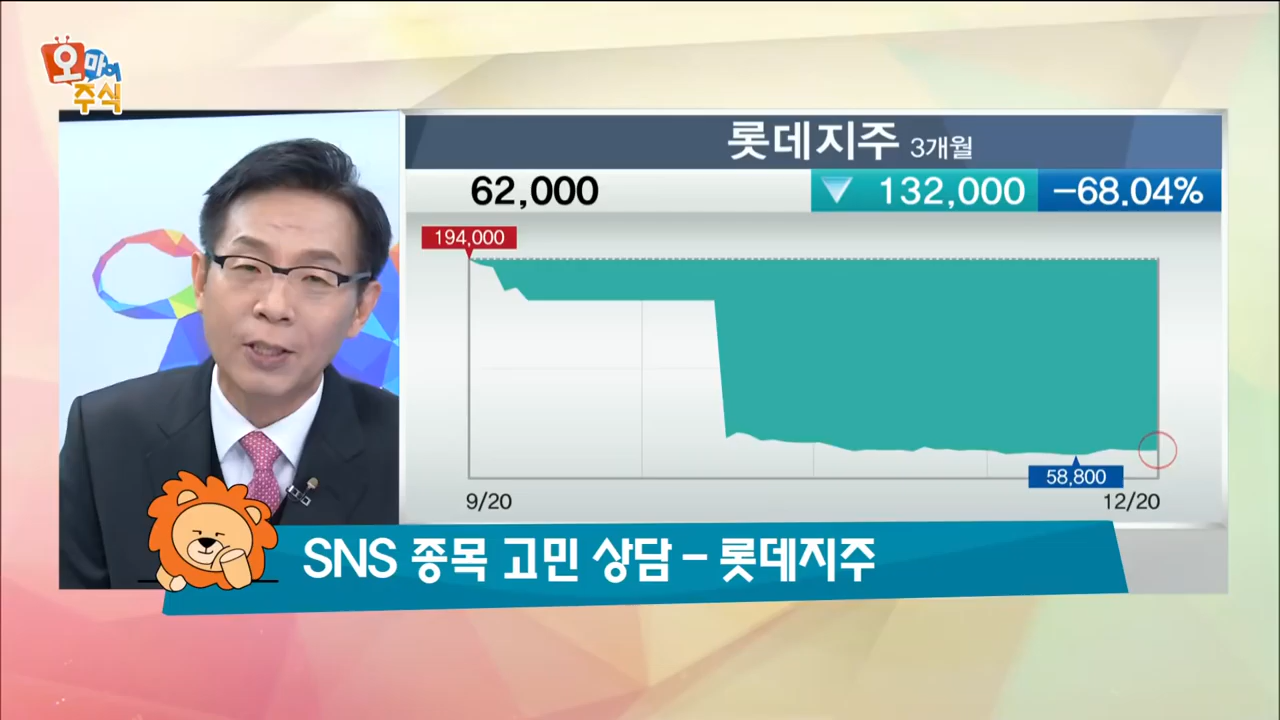 오마이
주식
롯데지주 3개월
62,000 ▼ 132,000 -68.04%
194,000
58,800
9/20 12/20
SNS 종목 고민 상담 - 롯데지주